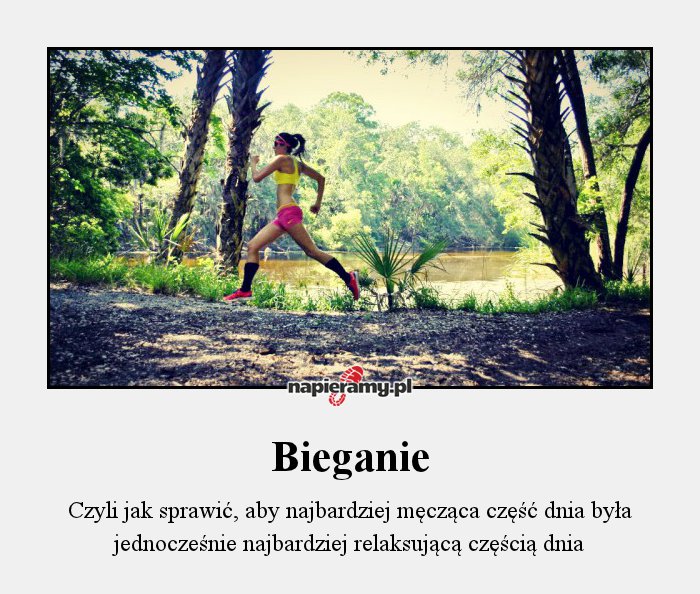 napieramy.pl
Bieganie
Czyli jak sprawić, aby najbardziej męcząca część dnia była
jednocześnie najbardziej relaksującą częścią dnia